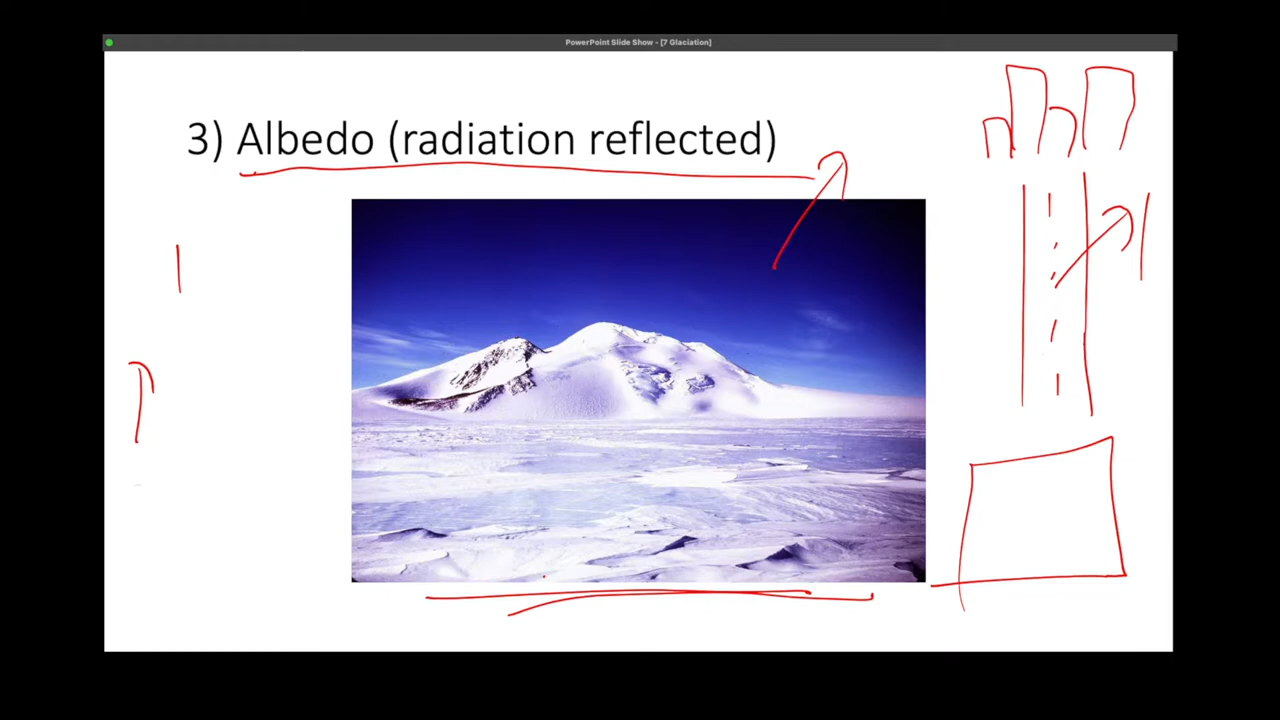 PowerPoint Slide Show - [7 Glaciation]
3) Albedo (radiation reflected)